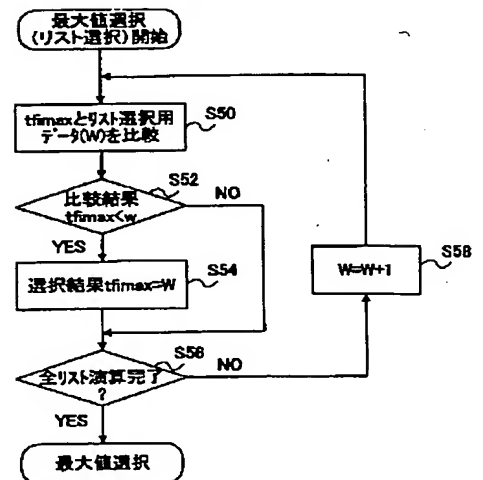 最大値選択
(リスト選択)開始
tfimaxとリスト選択用
データ(W)を比較
S50
比較結果
tfimax<w
S52
NO
YES
選択結果tfimax=W
S54
W=W+1
S58
全リスト演算完了
?
S56
NO
YES
最大値選択